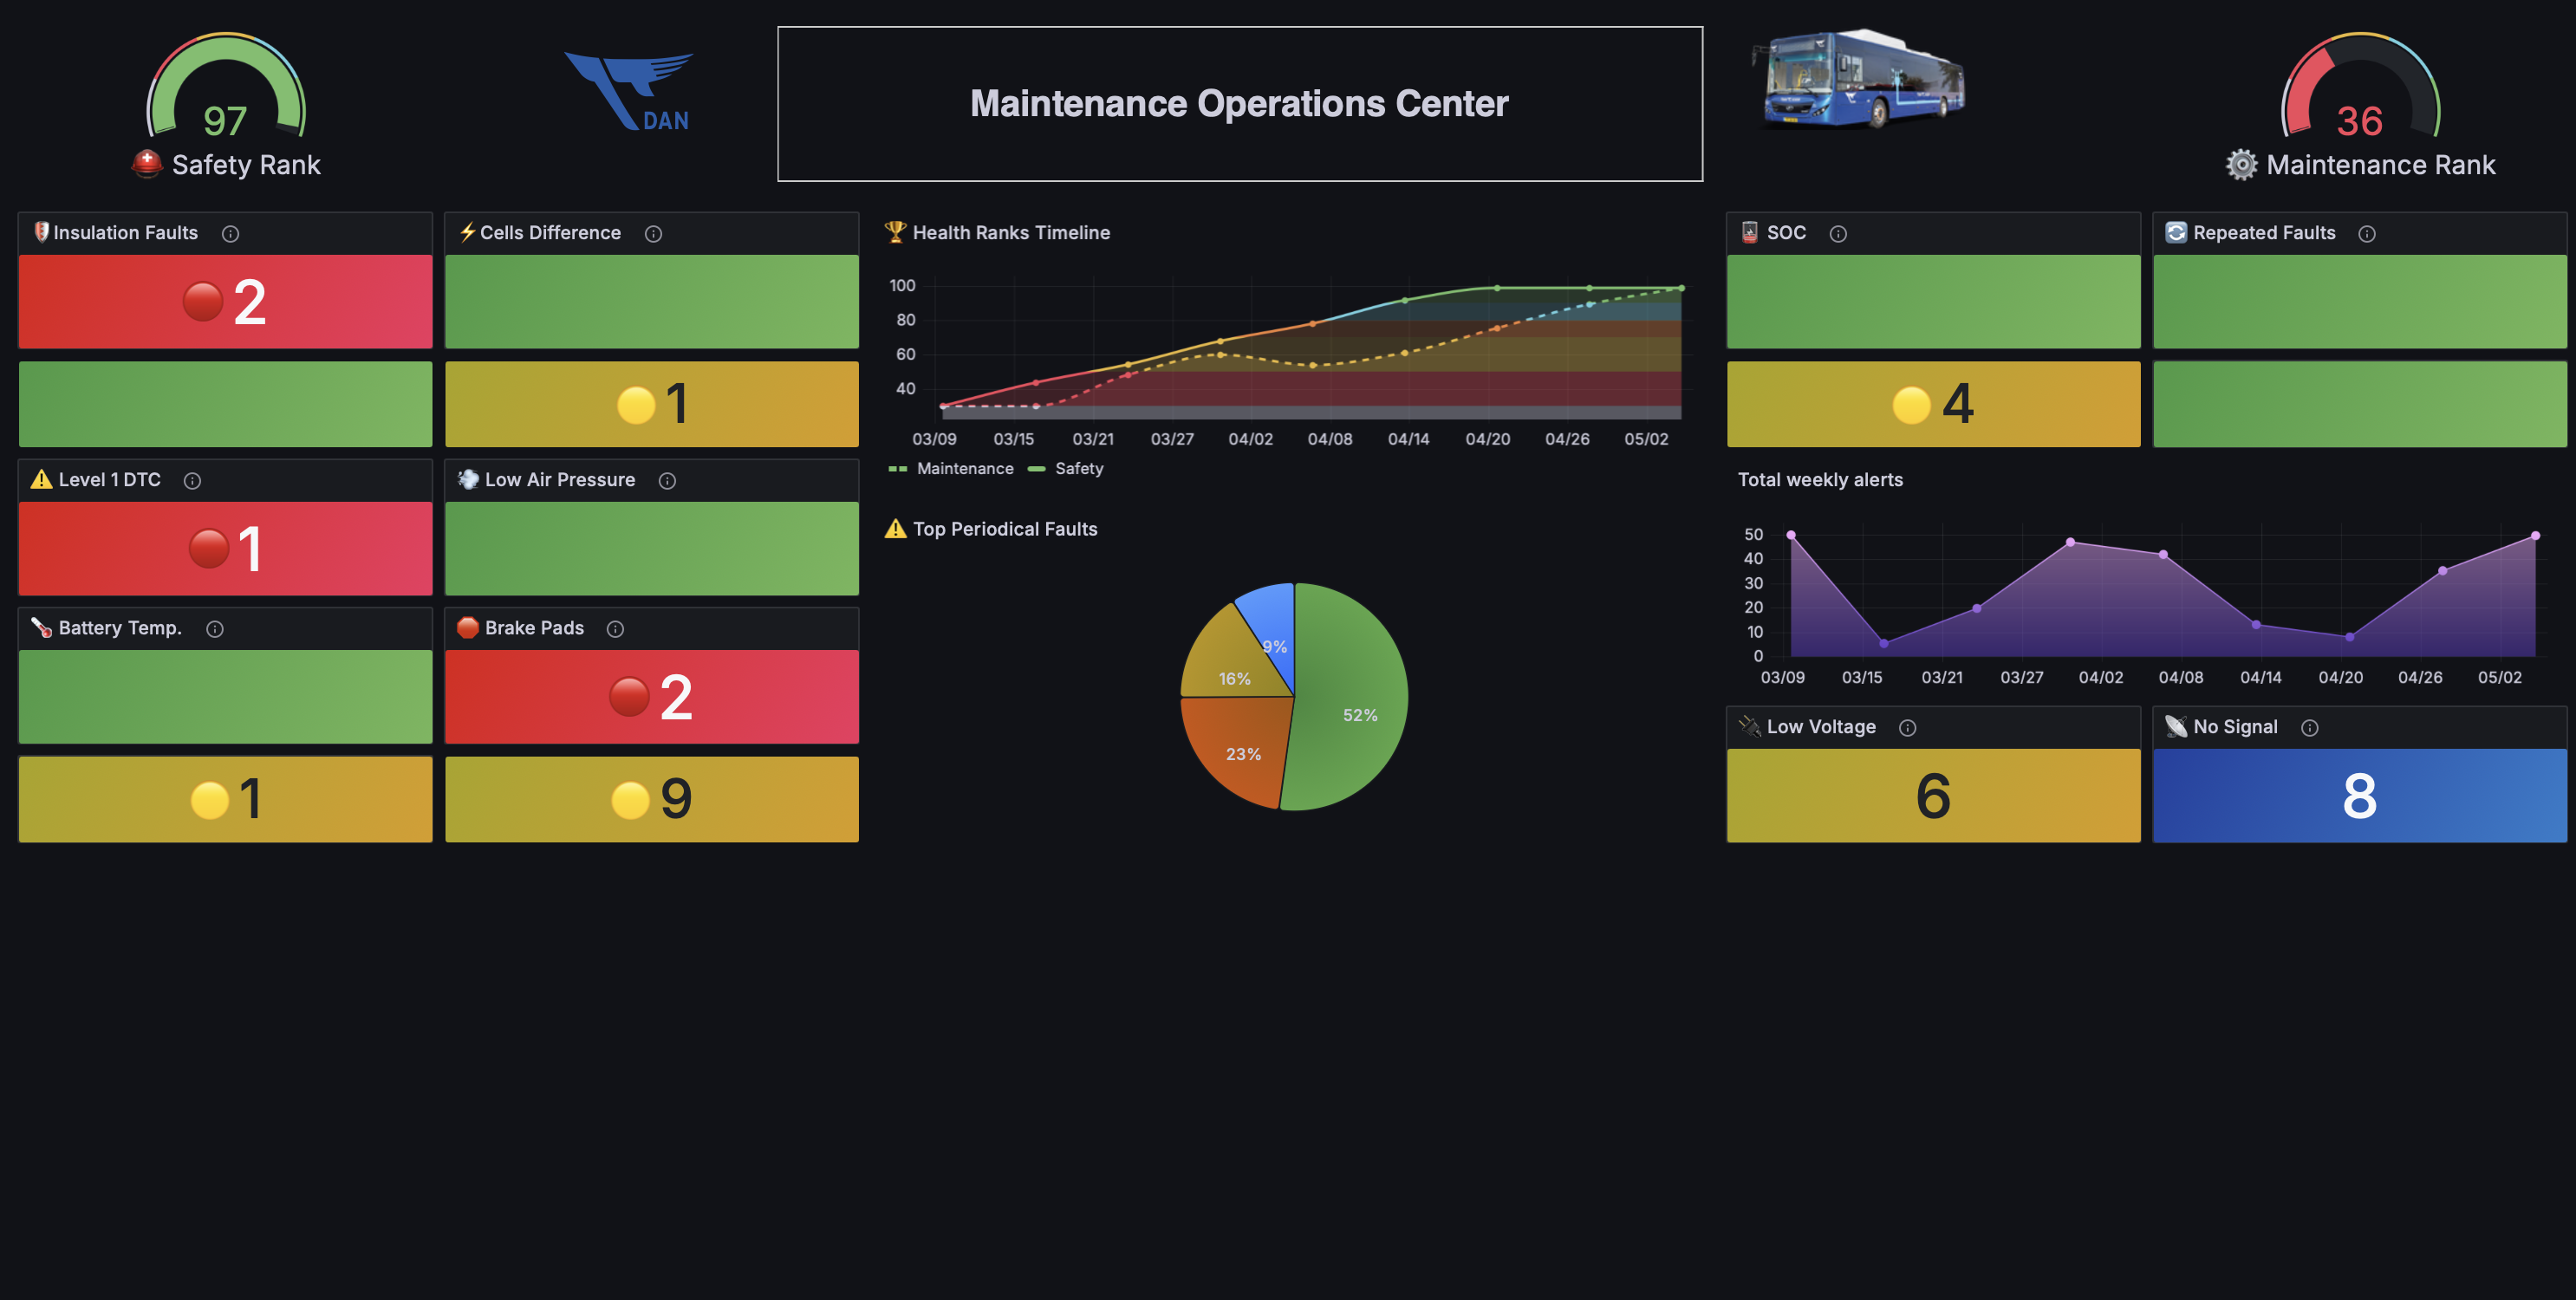 97
Safety Rank
DAN
Maintenance Operations Center
36
Maintenance Rank
Insulation Faults
2
Cells Difference
1
Level 1 DTC
1
Low Air Pressure
Battery Temp.
1
Brake Pads
2
9
Health Ranks Timeline
100
80
60
40
03/09 03/15 03/21 03/27 04/02 04/08 04/14 04/20 04/26 05/02
Maintenance Safety
Top Periodical Faults
9%
16%
52%
23%
SOC
4
Repeated Faults
Total weekly alerts
50
40
30
20
10
0
03/09 03/15 03/21 03/27 04/02 04/08 04/14 04/20 04/26 05/02
Low Voltage
6
No Signal
8